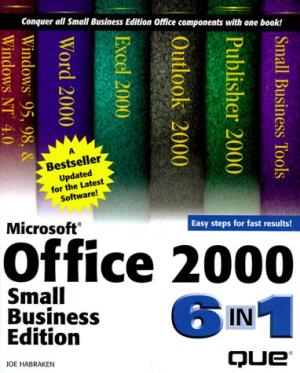 Conquer all Small Business Edition Office components with one book!
Windows 95, 98, &
Windows NT 4.0
Word 2000
Excel 2000
Outlook 2000
Publisher 2000
Small Business Tools
A
Bestseller
Updated
for the Latest
Software!
Easy steps for fast results!
Microsoft®
Office 2000
Small
Business
Edition
6 IN 1
JOE HABRAKEN
QUE®